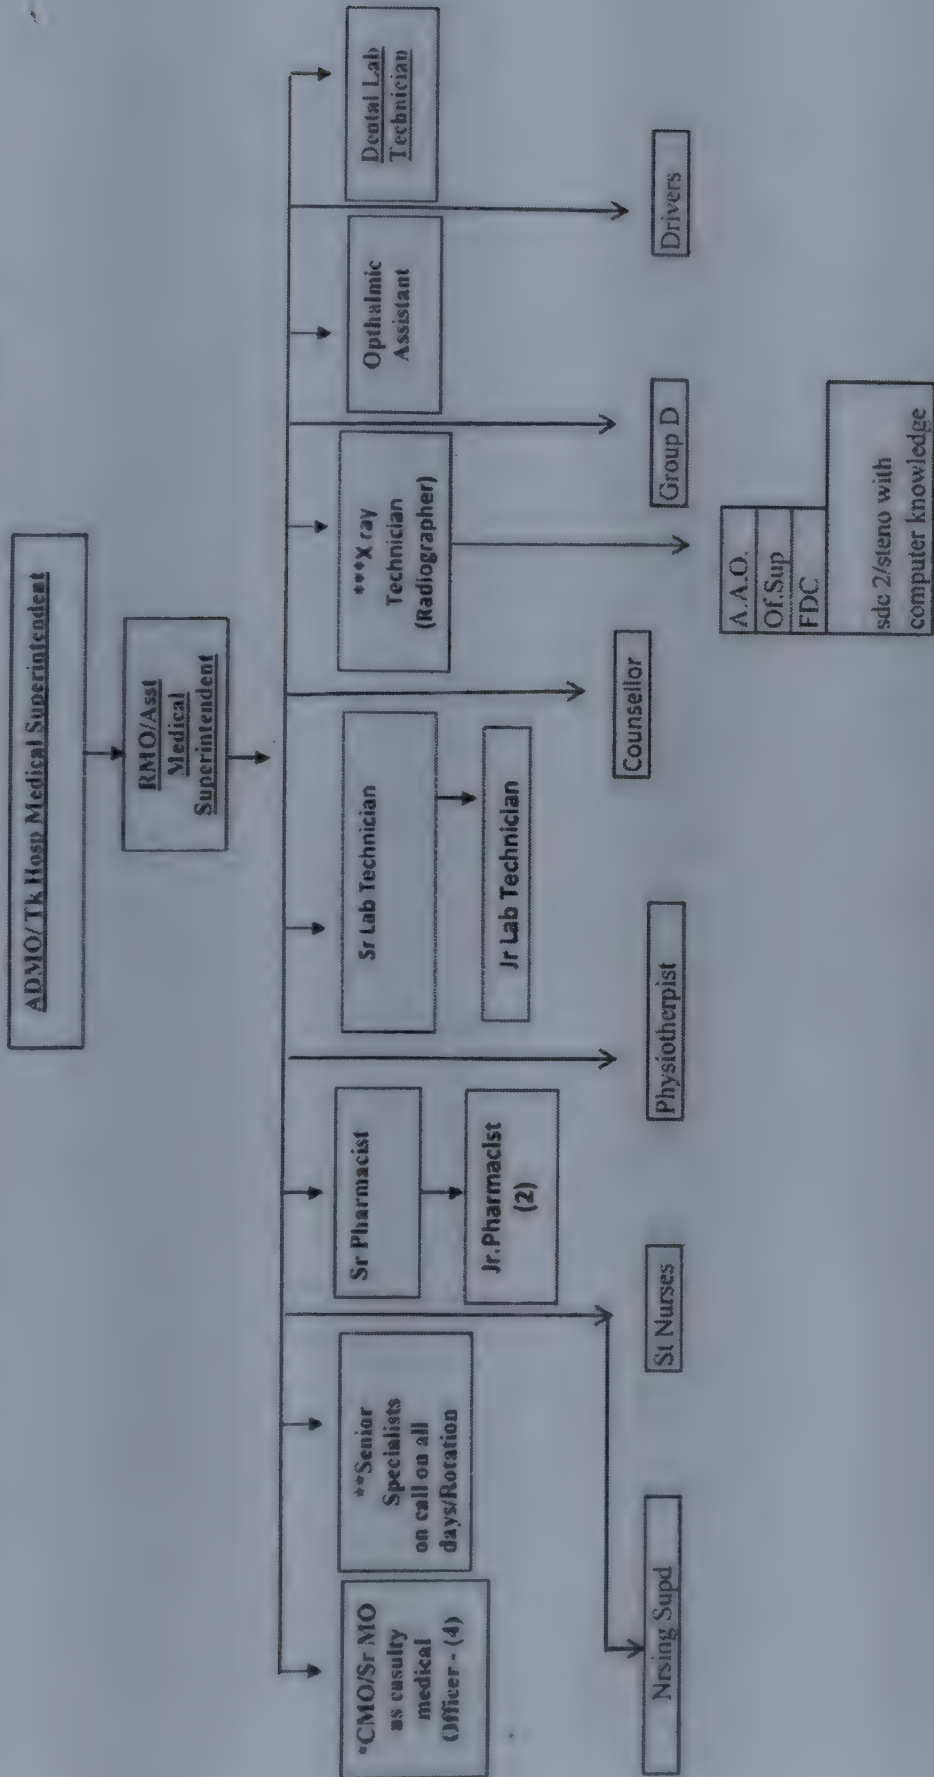 ADMO/Tk Hosp Medical Superintendent
RMO/Asst
Medical
Superintendent
*CMO/Sr MO
as casulry
medical
Officer - (4)
**Senior
Specialists
on call on all
days/Rotation
Sr Pharmacist
Sr Lab Technician
***X ray
Technician
(Radiographer)
Opthalmic
Assistant
Dental Lab
Technician
Jr.Pharmacist
(2)
Jr Lab Technician
Nrsing Supd
St Nurses
Physiotherpist
Counsellor
Group D
Drivers
A.A.O.
Of.Sup
FDC
sdc 2/steno with
computer knowledge